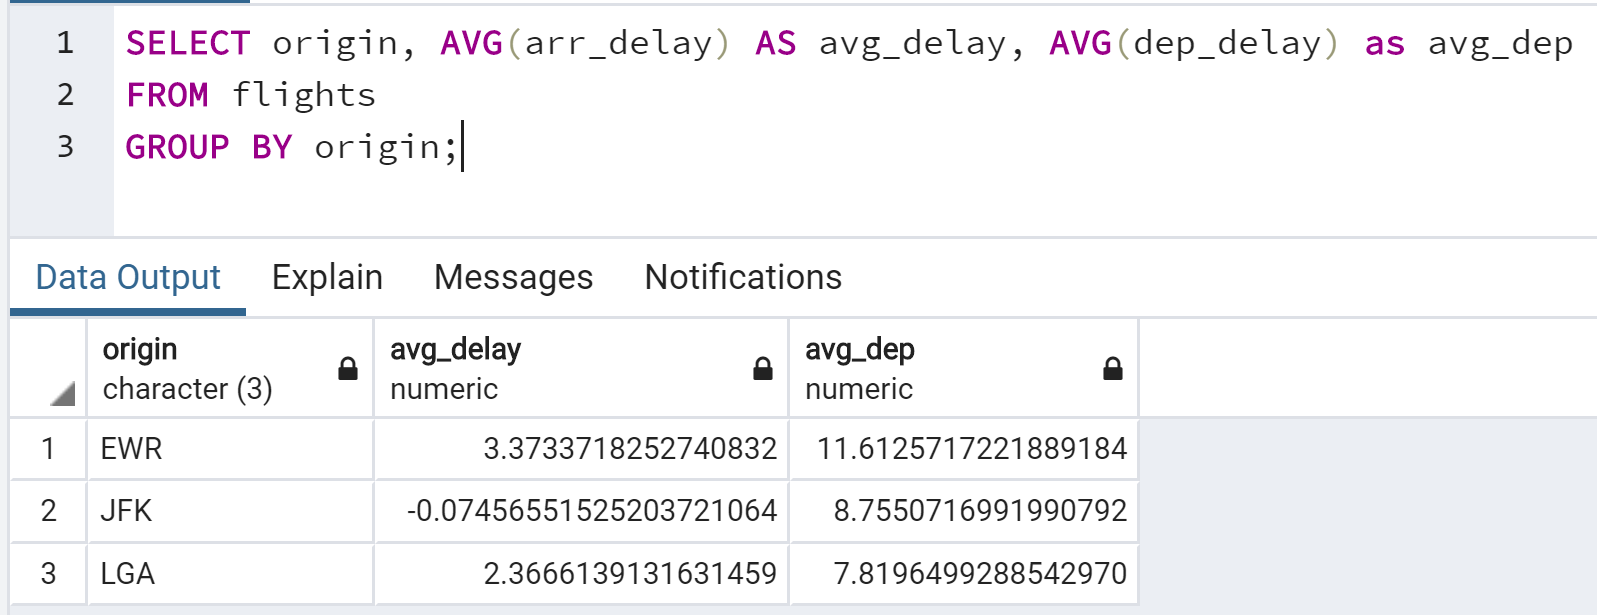 1 SELECT origin, AVG(arr_delay) AS avg_delay, AVG(dep_delay) as avg_dep
2 FROM flights
3 GROUP BY origin;
Data Output Explain Messages Notifications
origin avg_delay avg_dep
character (3) numeric numeric
1 EWR 3.3733718252740832 11.6125717221889184
2 JFK -0.07456551525203721064 8.7550716991990792
3 LGA 2.3666139131631459 7.8196499288542970